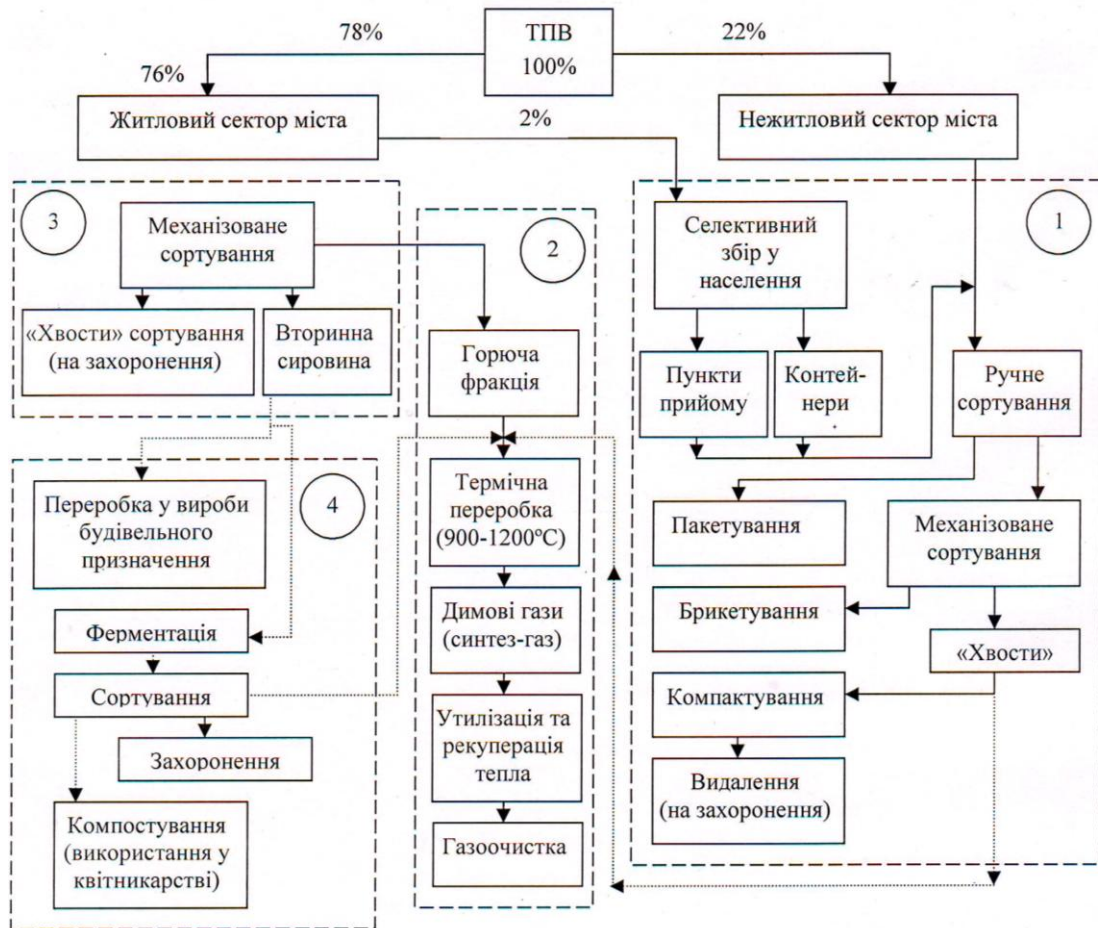 78%
ТПВ
100%
22%
76%
Житловий сектор міста
2%
Нежитловий сектор міста
3
Механізоване
сортування
«Хвости» сортування
(на захоронення)
Вторинна
сировина
2
Горюча
фракція
Термічна
переробка
(900-1200ºС)
Димові гази
(синтез-газ)
Утилізація та
рекуперація
тепла
Газоочистка
1
Селективний
збір у
населення
Пункти
прийому
Контей-
нери
Ручне
сортування
Пакетування
Механізоване
сортування
Брикетування
«Хвости»
Компактування
Видалення
(на захоронення)
4
Переробка у вироби
будівельного
призначення
Ферментація
Сортування
Захоронення
Компостування
(використання у
квітникарстві)